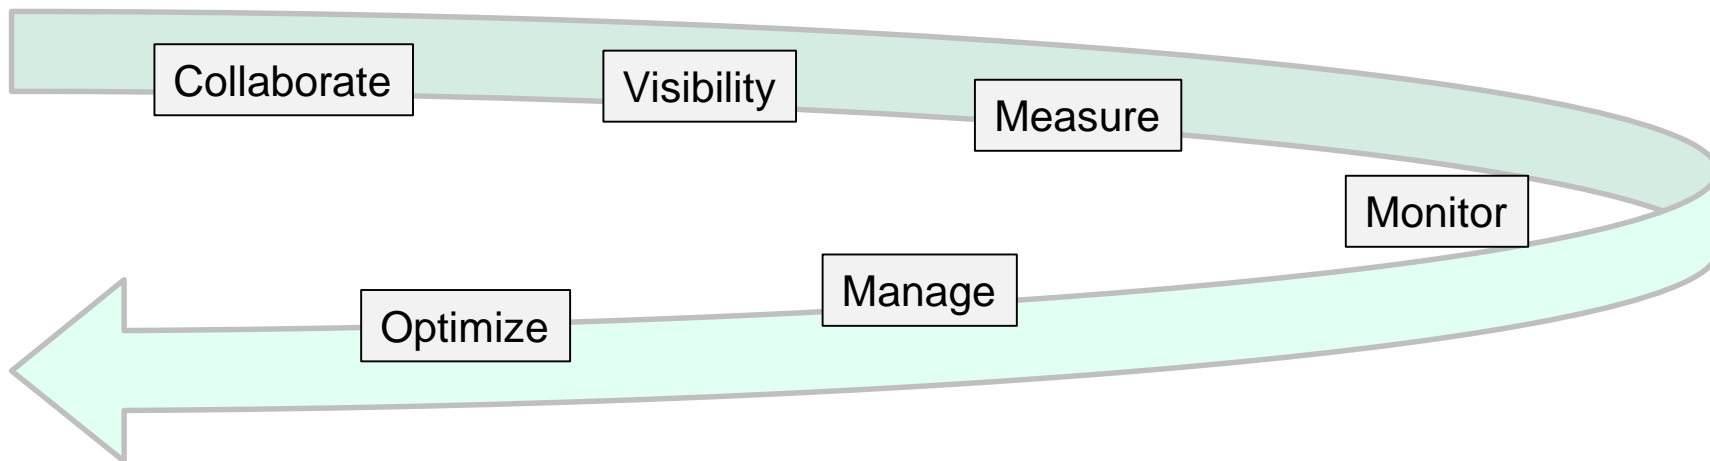 Collaborate
Visibility
Measure
Monitor
Manage
Optimize